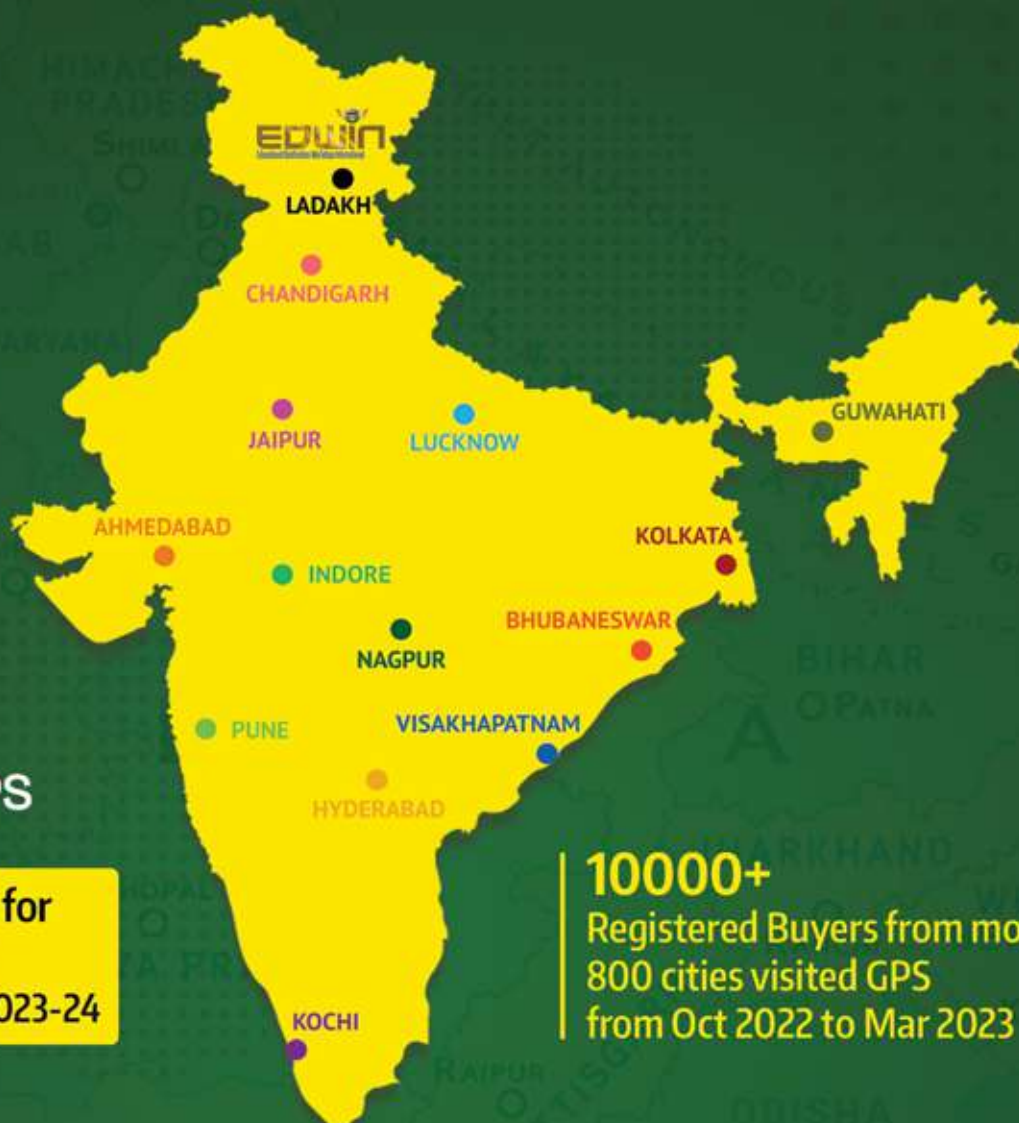 EDWIN
LADAKH
CHANDIGARH
JAIPUR
LUCKNOW
GUWAHATI
AHMEDABAD
KOLKATA
INDORE
BHUBANESWAR
NAGPUR
VISAKHAPATNAM
PUNE
HYDERABAD
for
023-24
10000+
Registered Buyers from mo
800 cities visited GPS
from Oct 2022 to Mar 2023
KOCHI
SHIMLA
BIHAR
PATNA
RAIPUR
ODISHA